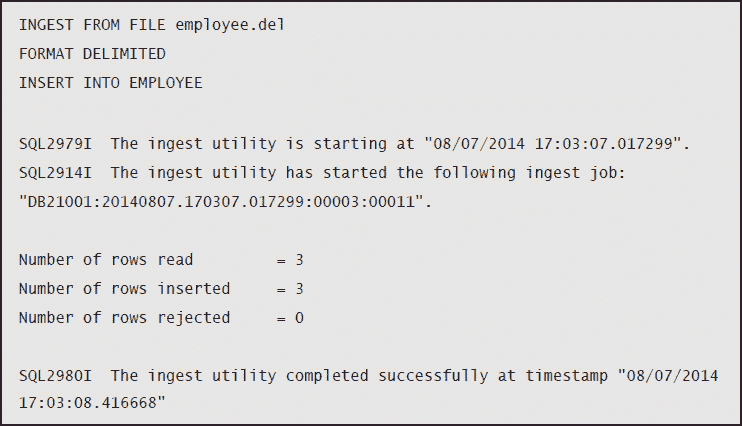 INGEST FROM FILE employee.del
FORMAT DELIMITED
INSERT INTO EMPLOYEE
SQL2979I  The ingest utility is starting at "08/07/2014 17:03:07.017299".
SQL2914I  The ingest utility has started the following ingest job:
"DB21001:20140807.170307.017299:00003:00011".
Number of rows read         = 3
Number of rows inserted     = 3
Number of rows rejected     = 0
SQL2980I  The ingest utility completed successfully at timestamp "08/07/2014
17:03:08.416668"